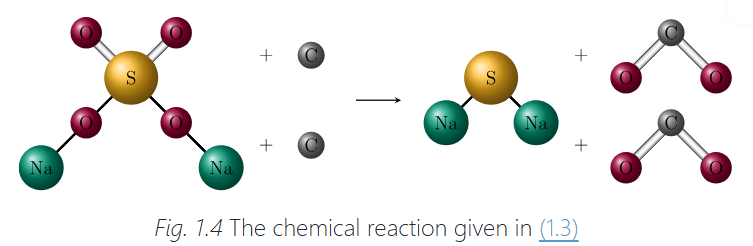 O O
+ C
S
O O
+ C
Na Na
S
Na Na
+ C
O O
+ C
O O
Fig. 1.4 The chemical reaction given in (1.3)